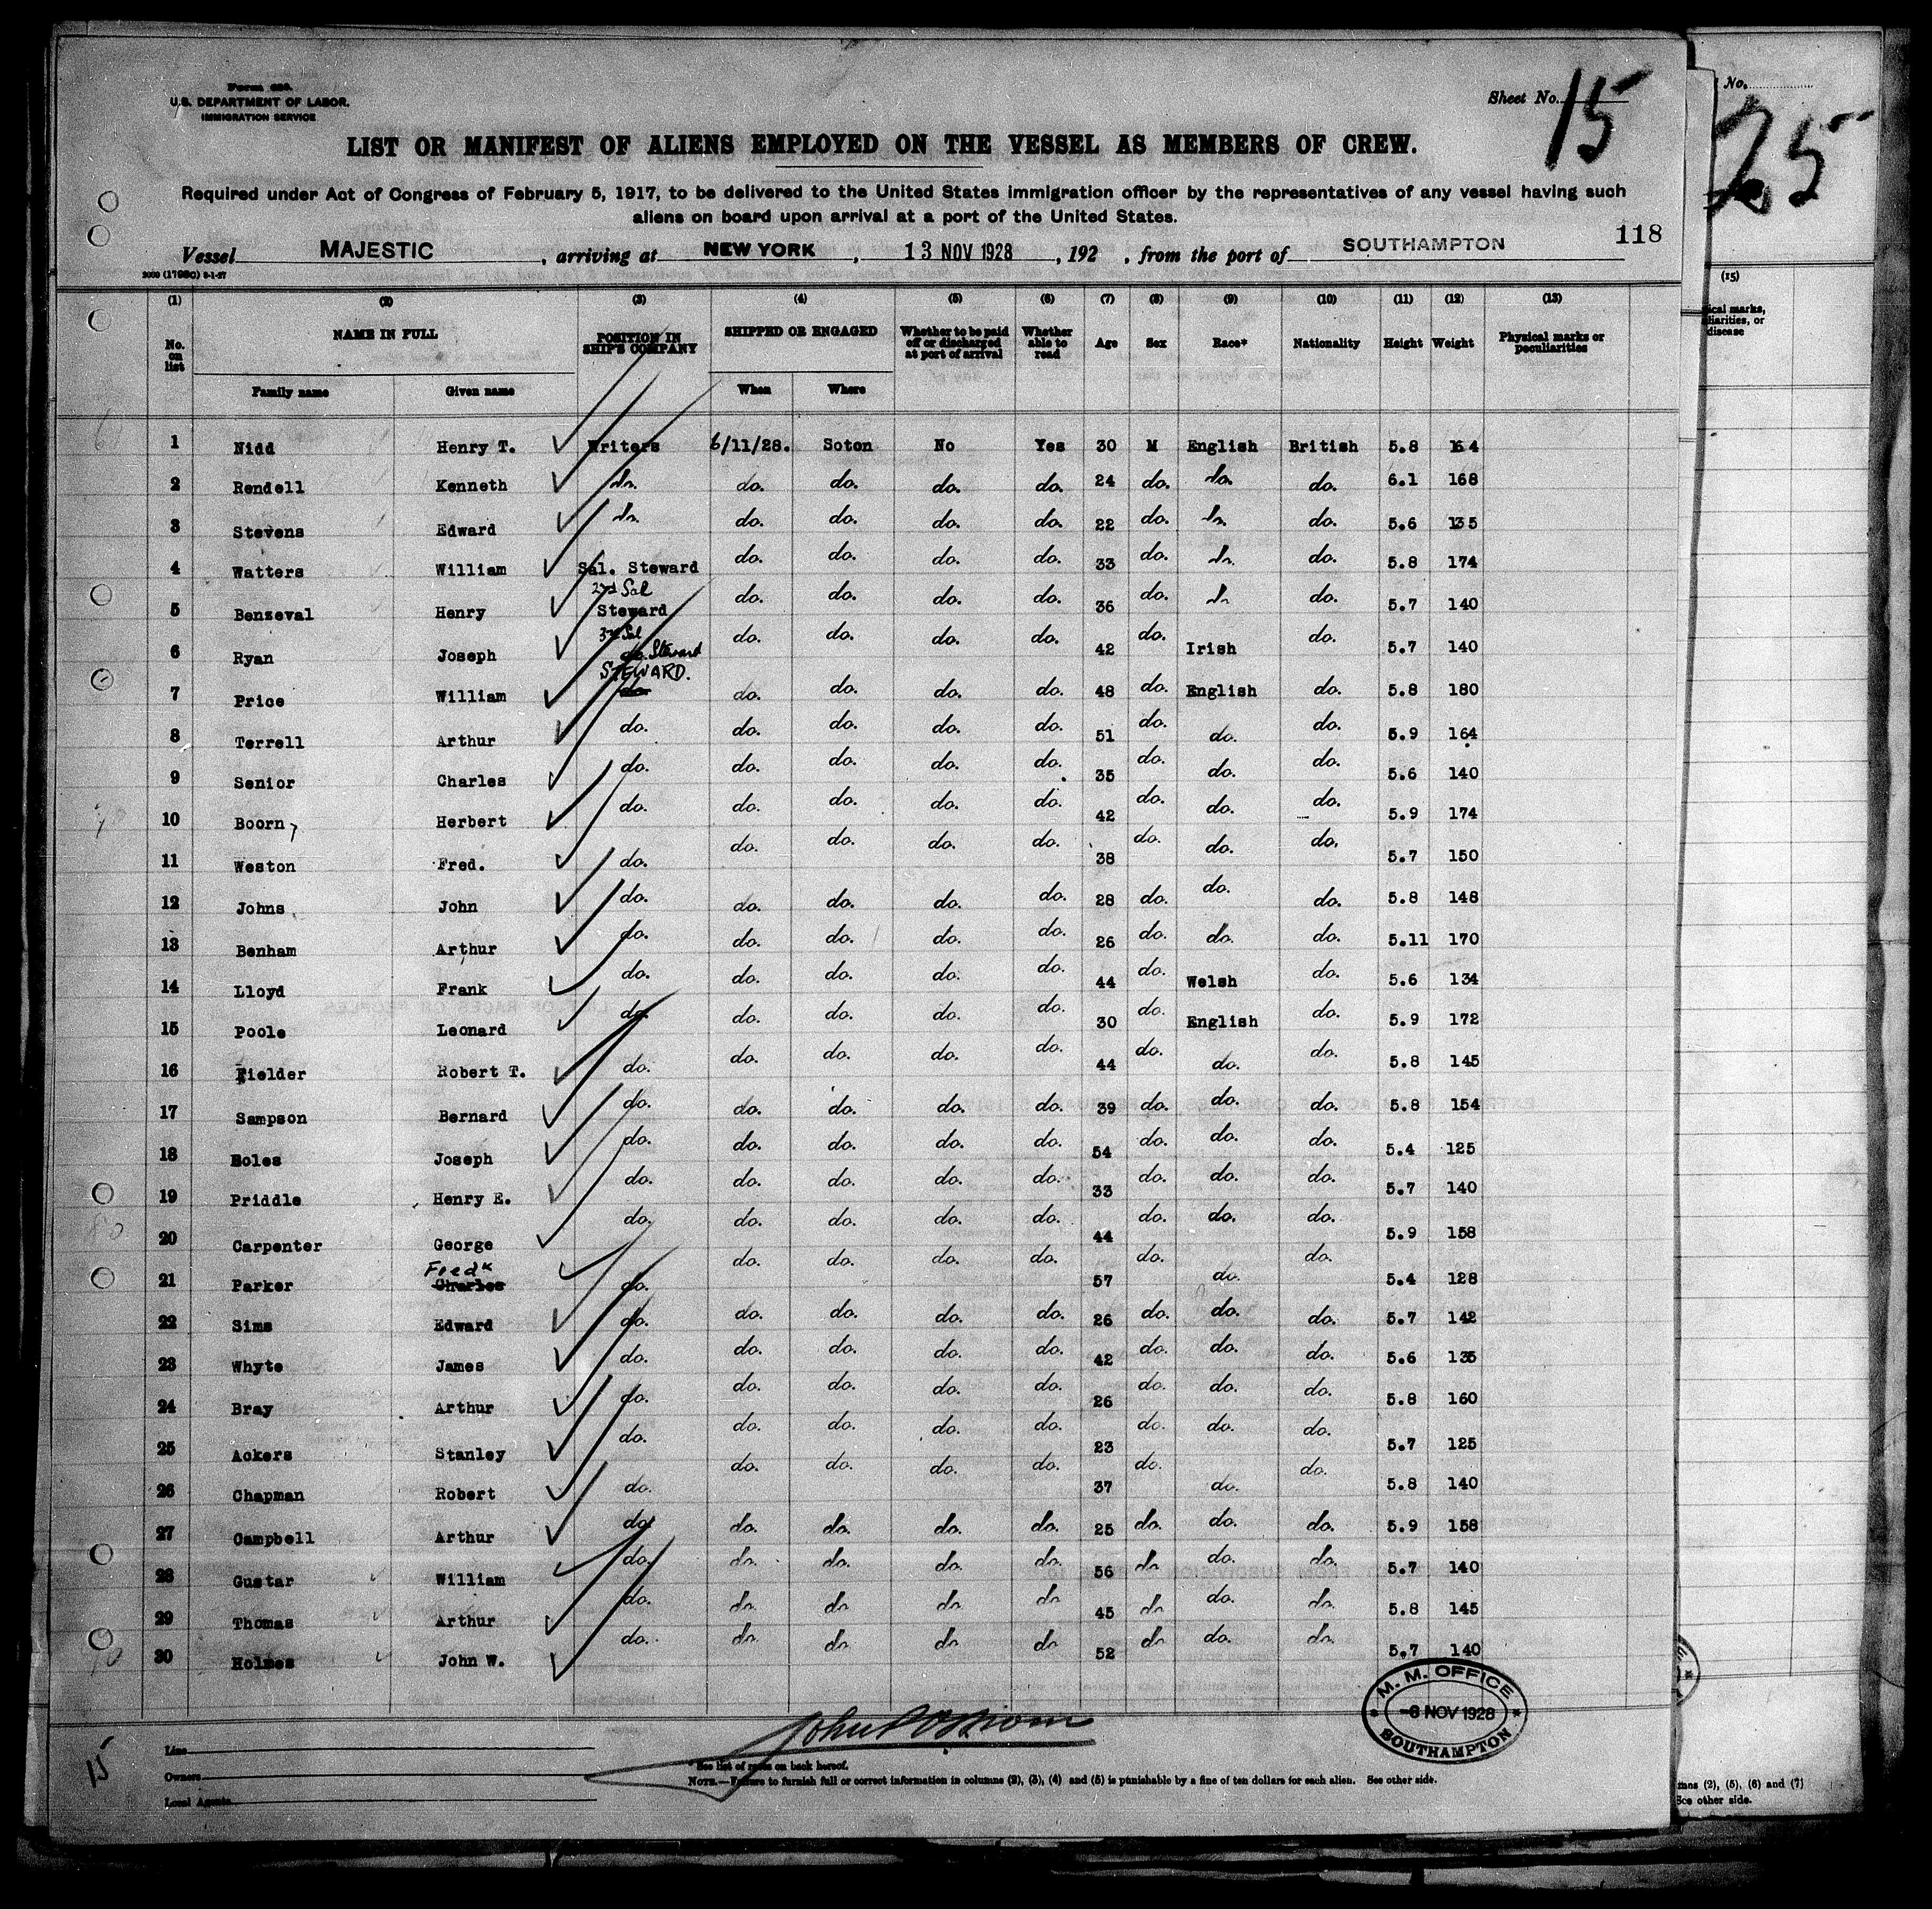 Form 689.
U.S. DEPARTMENT OF LABOR.
IMMIGRATION SERVICE
Sheet No. 15
No.
25
LIST OR MANIFEST OF ALIENS EMPLOYED ON THE VESSEL AS MEMBERS OF CREW.
Required under Act of Congress of February 5, 1917, to be delivered to the United States immigration officer by the representatives of any vessel having such
aliens on board upon arrival at a port of the United States.
118
Vessel MAJESTIC, arriving at NEW YORK, 13 NOV 1928, 192 , from the port of SOUTHAMPTON
(1) (2) (3) (4) (5) (6) (7) (8) (9) (10) (11) (12) (13) (15)
No. on list NAME IN FULL POSITION IN SHIP'S COMPANY SHIPPED OR ENGAGED Whether to be paid off or discharged at port of arrival Whether able to read Age Sex Race* Nationality Height Weight Physical marks or peculiarities
Family name Given name When Where
1 Nidd Henry T. Writers 6/11/28. Soton No Yes 30 M English British 5.8 164
2 Rendell Kenneth do. do. do. do. do. 24 do. do. do. 6.1 168
3 Stevens Edward do. do. do. do. do. 22 do. do. do. 5.6 135
4 Watters William Sal. Steward do. do. do. do. 33 do. do. do. 5.8 174
5 Benzeval Henry 2nd Sal Steward do. do. do. do. 36 do. do. do. 5.7 140
6 Ryan Joseph 3rd Sal do. Steward do. do. do. do. 42 do. Irish do. 5.7 140
7 Price William STEWARD. do do. do. do. do. 48 do. English do. 5.8 180
8 Terrell Arthur do. do. do. do. do. 51 do. do. do. 5.9 164
9 Senior Charles do. do. do. do. do. 35 do. do. do. 5.6 140
10 Boorn Herbert do. do. do. do. do. 42 do. do. do. 5.9 174
11 Weston Fred. do. do. do. do. do. 38 do. do. do. 5.7 150
12 Johns John do. do. do. do. do. 28 do. do. do. 5.8 148
13 Benham Arthur do. do. do. do. do. 26 do. do. do. 5.11 170
14 Lloyd Frank do. do. do. do. do. 44 do. Welsh do. 5.6 134
15 Poole Leonard do. do. do. do. do. 30 do. English do. 5.9 172
16 Fielder Robert T. do. do. do. do. do. 44 do. do. do. 5.8 145
17 Sampson Bernard do. do. do. do. do. 39 do. do. do. 5.8 154
18 Eoles Joseph do. do. do. do. do. 54 do. do. do. 5.4 125
19 Priddle Henry E. do. do. do. do. do. 33 do. do. do. 5.7 140
20 Carpenter George do. do. do. do. do. 44 do. do. do. 5.9 158
21 Parker Fredk Charles do. do. do. do. do. 57 do. do. do. 5.4 128
22 Sims Edward do. do. do. do. do. 26 do. do. do. 5.7 142
23 Whyte James do. do. do. do. do. 42 do. do. do. 5.6 135
24 Bray Arthur do. do. do. do. do. 26 do. do. do. 5.8 160
25 Ackers Stanley do. do. do. do. do. 23 do. do. do. 5.7 125
26 Chapman Robert do. do. do. do. do. 37 do. do. do. 5.8 140
27 Campbell Arthur do. do. do. do. do. 25 do. do. do. 5.9 158
28 Gustar William do. do. do. do. do. 56 do do. do. 5.7 140
29 Thomas Arthur do. do. do do do 45 do do. do. 5.8 145
30 Holmes John W. do. do. do do do 52 do do. do. 5.7 140
M. M. OFFICE
NOV 1928
SOUTHAMPTON
15
Line
Owners
Local Agents
* See list of races on back hereof.
NOTE.—Failure to furnish full or correct information in columns (2), (3), (4) and (5) is punishable by a fine of ten dollars for each alien. See other side.
(2), (5), (6) and (7)
See other side.